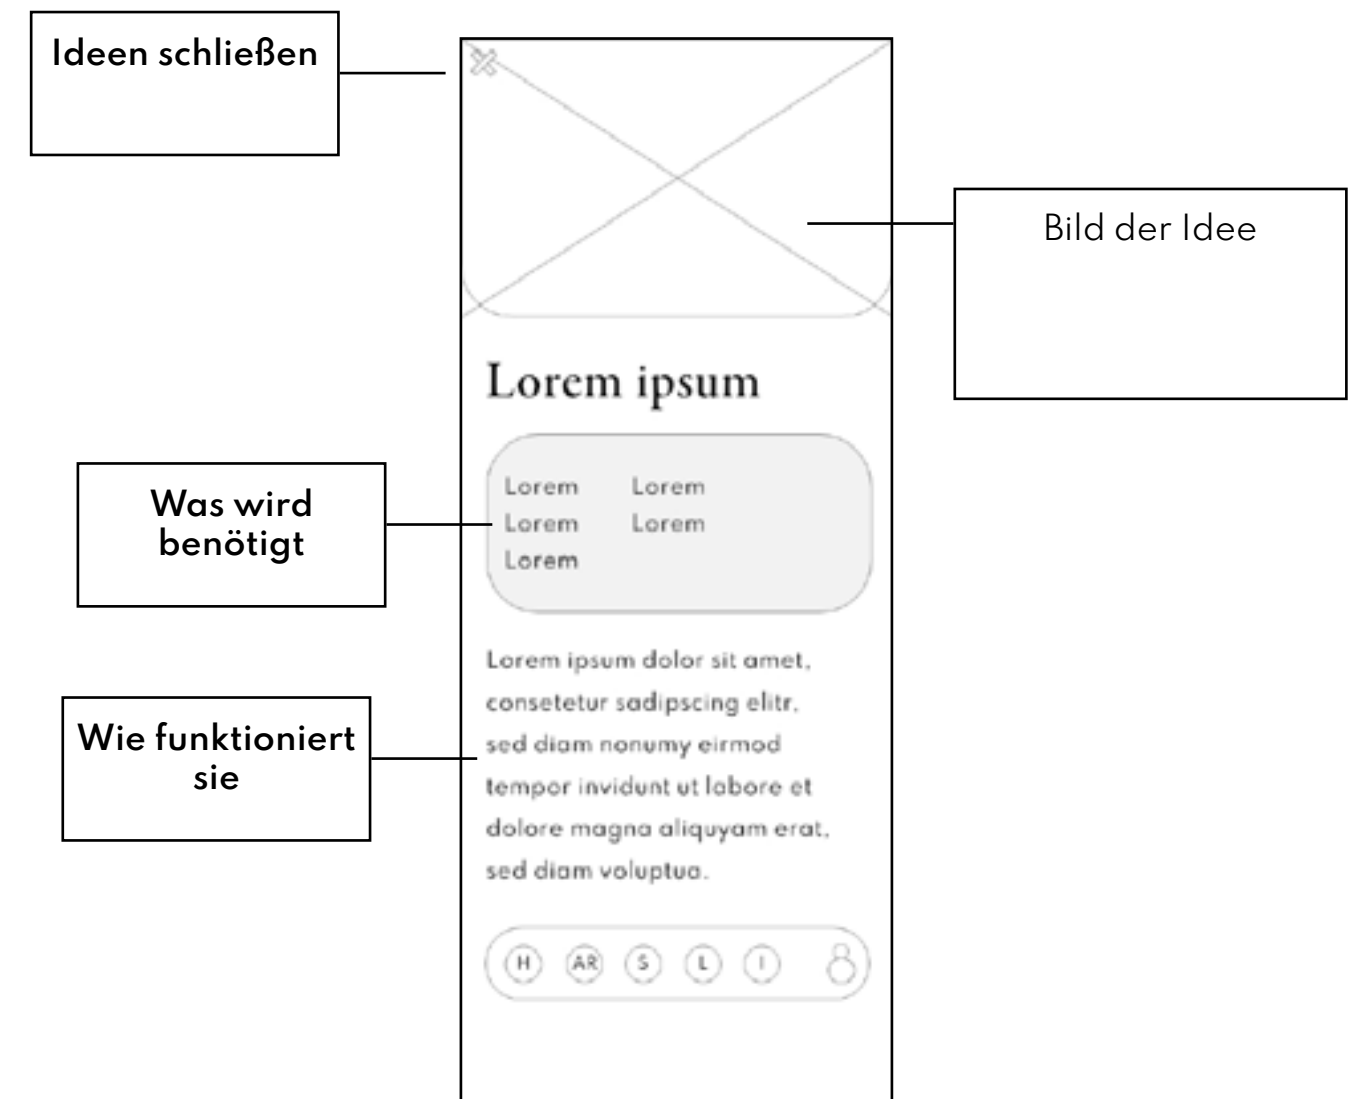 Ideen schließen
Bild der Idee
Lorem ipsum
Was wird
benötigt
Lorem Lorem
Lorem Lorem
Lorem
Wie funktioniert
sie
Lorem ipsum dolor sit amet,
consetetur sadipscing elitr,
sed diam nonumy eirmod
tempor invidunt ut labore et
dolore magna aliquyam erat,
sed diam voluptua.
H AR S L I